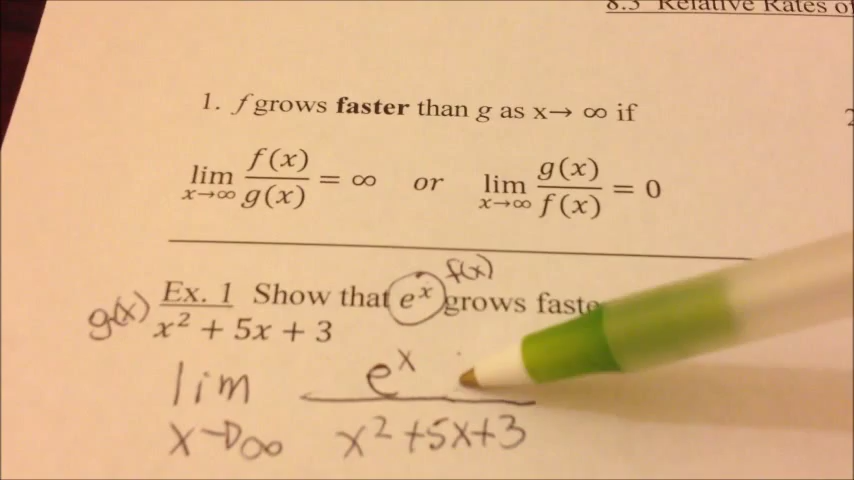 8.3 Relative Rates of
1. f grows faster than g as x→ ∞ if
lim x→∞ f(x)/g(x) = ∞ or lim x→∞ g(x)/f(x) = 0
f(x)
g(x) Ex. 1 Show that e^x grows faste
x² + 5x + 3
lim x→∞ e^x / x²+5x+3